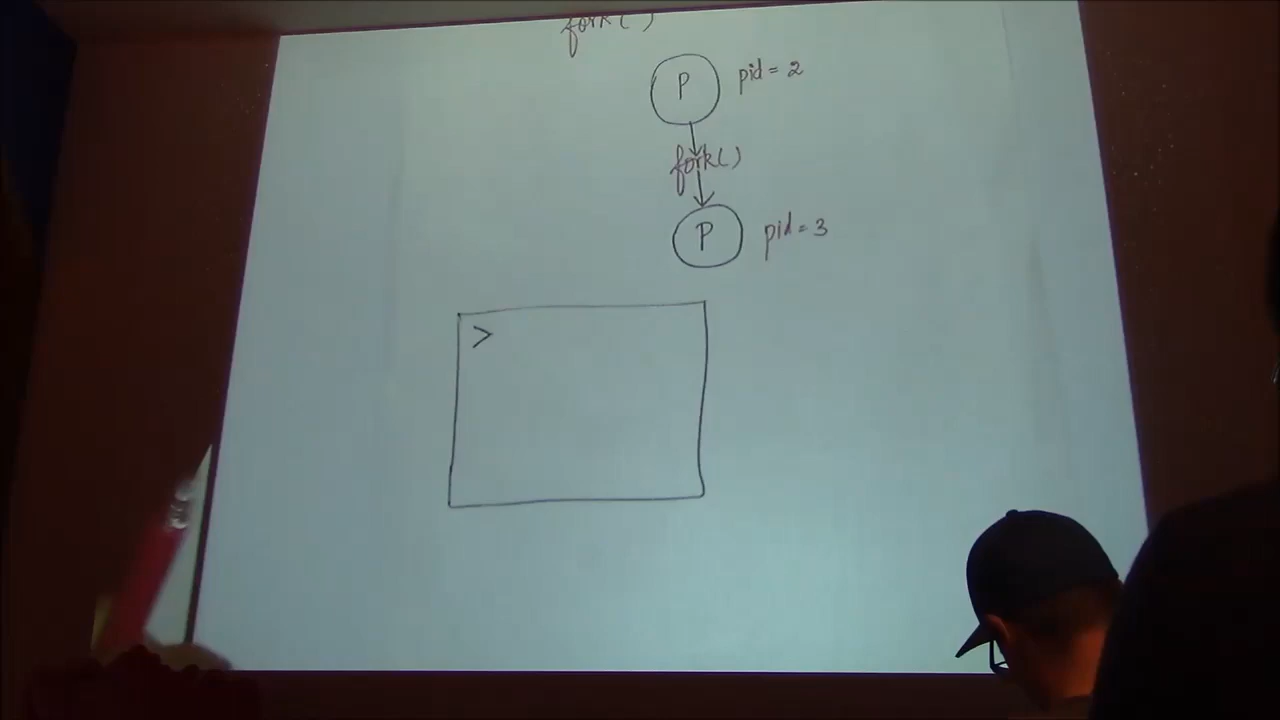 fork()
P pid = 2
fork()
P pid = 3
>